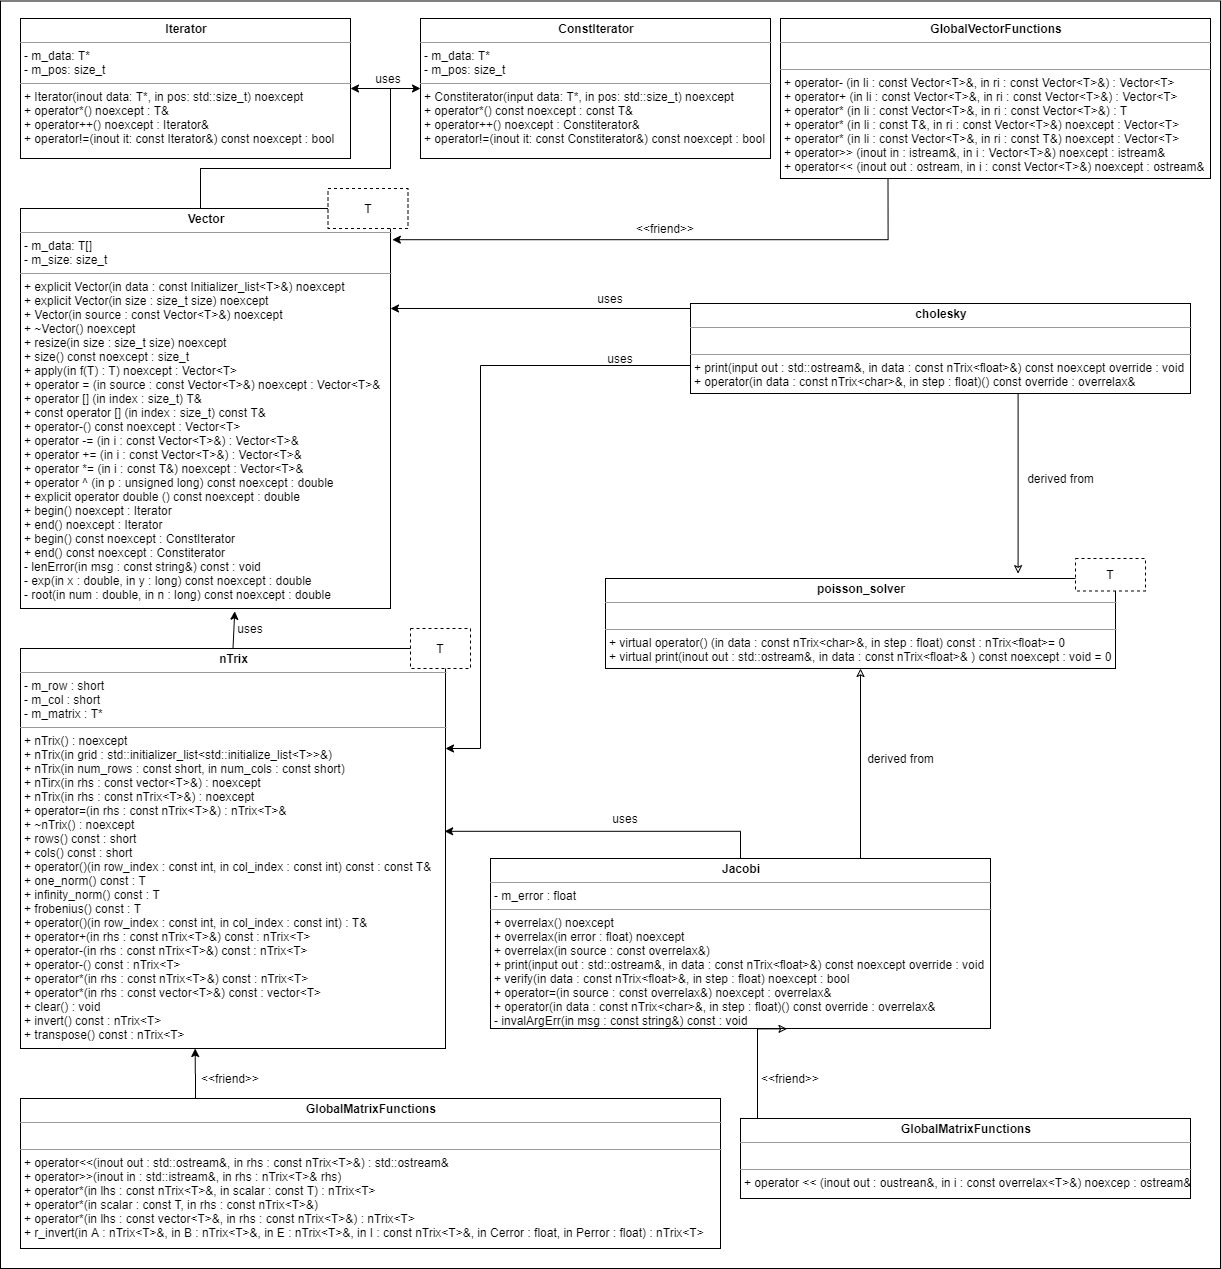 Iterator
- m_data: T*
- m_pos: size_t
+ Iterator(inout data: T*, in pos: std::size_t) noexcept
+ operator*() noexcept : T&
+ operator++() noexcept : Iterator&
+ operator!=(inout it: const Iterator&) const noexcept : bool
uses
ConstIterator
- m_data: T*
- m_pos: size_t
+ Constiterator(input data: T*, in pos: std::size_t) noexcept
+ operator*() const noexcept : const T&
+ operator++() noexcept : Constiterator&
+ operator!=(inout it: const Constiterator&) const noexcept : bool
GlobalVectorFunctions
+ operator- (in li : const Vector<T>&, in ri : const Vector<T>&) : Vector<T>
+ operator+ (in li : const Vector<T>&, in ri : const Vector<T>&) : Vector<T>
+ operator* (in li : const Vector<T>&, in ri : const Vector<T>&) : T
+ operator* (in li : const T&, in ri : const Vector<T>&) noexcept : Vector<T>
+ operator* (in li : const Vector<T>&, in ri : const T&) noexcept : Vector<T>
+ operator>> (inout in : istream&, in i : Vector<T>&) noexcept : istream&
+ operator<< (inout out : ostream, in i : const Vector<T>&) noexcept : ostream&
<<friend>>
T
Vector
- m_data: T[]
- m_size: size_t
+ explicit Vector(in data : const Initializer_list<T>&) noexcept
+ explicit Vector(in size : size_t size) noexcept
+ Vector(in source : const Vector<T>&) noexcept
+ ~Vector() noexcept
+ resize(in size : size_t size) noexcept
+ size() const noexcept : size_t
+ apply(in f(T) : T) noexcept : Vector<T>
+ operator = (in source : const Vector<T>&) noexcept : Vector<T>&
+ operator [] (in index : size_t) T&
+ const operator [] (in index : size_t) const T&
+ operator-() const noexcept : Vector<T>
+ operator -= (in i : const Vector<T>&) : Vector<T>&
+ operator += (in i : const Vector<T>&) : Vector<T>&
+ operator *= (in i : const T&) noexcept : Vector<T>&
+ operator ^ (in p : unsigned long) const noexcept : double
+ explicit operator double () const noexcept : double
+ begin() noexcept : Iterator
+ end() noexcept : Iterator
+ begin() const noexcept : ConstIterator
+ end() const noexcept : Constiterator
- lenError(in msg : const string&) const : void
- exp(in x : double, in y : long) const noexcept : double
- root(in num : double, in n : long) const noexcept : double
uses
uses
cholesky
+ print(input out : std::ostream&, in data : const nTrix<float>&) const noexcept override : void
+ operator(in data : const nTrix<char>&, in step : float)() const override : overrelax&
derived from
T
poisson_solver
+ virtual operator() (in data : const nTrix<char>&, in step : float) const : nTrix<float>= 0
+ virtual print(inout out : std::ostream&, in data : const nTrix<float>& ) const noexcept : void = 0
uses
T
nTrix
- m_row : short
- m_col : short
- m_matrix : T*
+ nTrix() : noexcept
+ nTrix(in grid : std::initializer_list<std::initialize_list<T>>&)
+ nTrix(in num_rows : const short, in num_cols : const short)
+ nTirx(in rhs : const vector<T>&) : noexcept
+ nTrix(in rhs : const nTrix<T>&) : noexcept
+ operator=(in rhs : const nTrix<T>&) : nTrix<T>&
+ ~nTrix() : noexcept
+ rows() const : short
+ cols() const : short
+ operator()(in row_index : const int, in col_index : const int) const : const T&
+ one_norm() const : T
+ infinity_norm() const : T
+ frobenius() const : T
+ operator()(in row_index : const int, in col_index : const int) : T&
+ operator+(in rhs : const nTrix<T>&) const : nTrix<T>
+ operator-(in rhs : const nTrix<T>&) const : nTrix<T>
+ operator-() const : nTrix<T>
+ operator*(in rhs : const nTrix<T>&) const : nTrix<T>
+ operator*(in rhs : const vector<T>&) const : vector<T>
+ clear() : void
+ invert() const : nTrix<T>
+ transpose() const : nTrix<T>
derived from
uses
Jacobi
- m_error : float
+ overrelax() noexcept
+ overrelax(in error : float) noexcept
+ overrelax(in source : const overrelax&)
+ print(input out : std::ostream&, in data : const nTrix<float>&) const noexcept override : void
+ verify(in data : const nTrix<float>&, in step : float) noexcept : bool
+ operator=(in source : const overrelax&) noexcept : overrelax&
+ operator(in data : const nTrix<char>&, in step : float)() const override : overrelax&
- invalArgErr(in msg : const string&) const : void
<<friend>>
<<friend>>
GlobalMatrixFunctions
+ operator<<(inout out : std::ostream&, in rhs : const nTrix<T>&) : std::ostream&
+ operator>>(inout in : std::istream&, in rhs : nTrix<T>& rhs)
+ operator*(in lhs : const nTrix<T>&, in scalar : const T) : nTrix<T>
+ operator*(in scalar : const T, in rhs : const nTrix<T>&)
+ operator*(in lhs : const vector<T>&, in rhs : const nTrix<T>&) : nTrix<T>
+ r_invert(in A : nTrix<T>&, in B : nTrix<T>&, in E : nTrix<T>&, in I : const nTrix<T>&, in Cerror : float, in Perror : float) : nTrix<T>
GlobalMatrixFunctions
+ operator << (inout out : oustrean&, in i : const overrelax<T>&) noexcep : ostream&